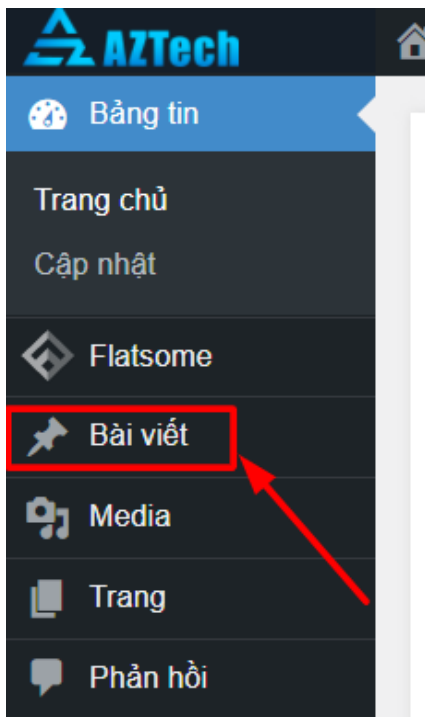 AZTech
Bảng tin
Trang chủ
Cập nhật
Flatsome
Bài viết
Media
Trang
Phản hồi